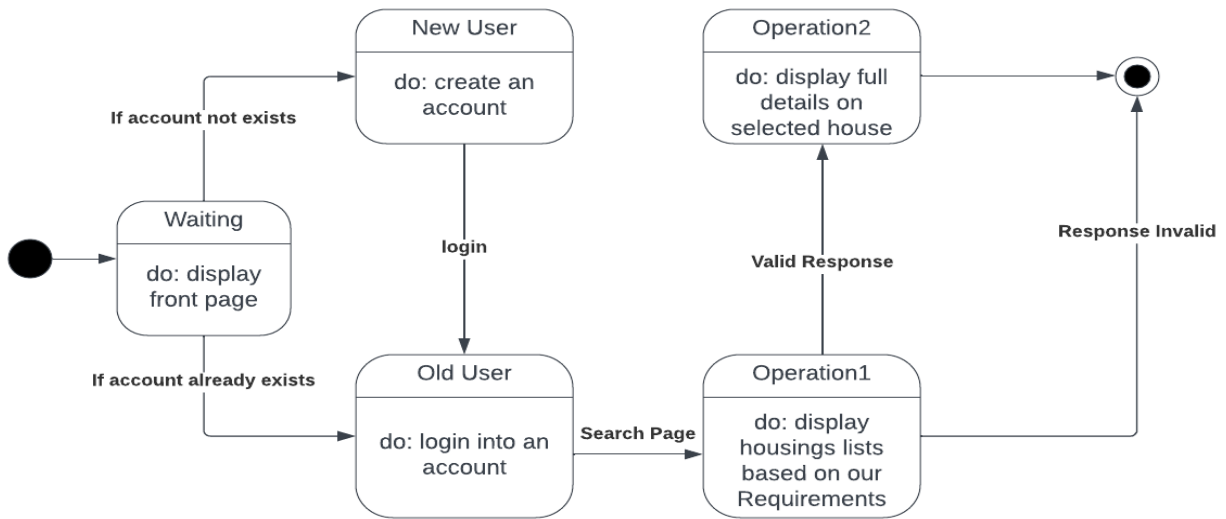 New User
do: create an
account
Operation2
do: display full
details on
selected house
If account not exists
Waiting
do: display
front page
login
Valid Response
Response Invalid
If account already exists
Old User
do: login into an
account
Search Page
Operation1
do: display
housings lists
based on our
Requirements